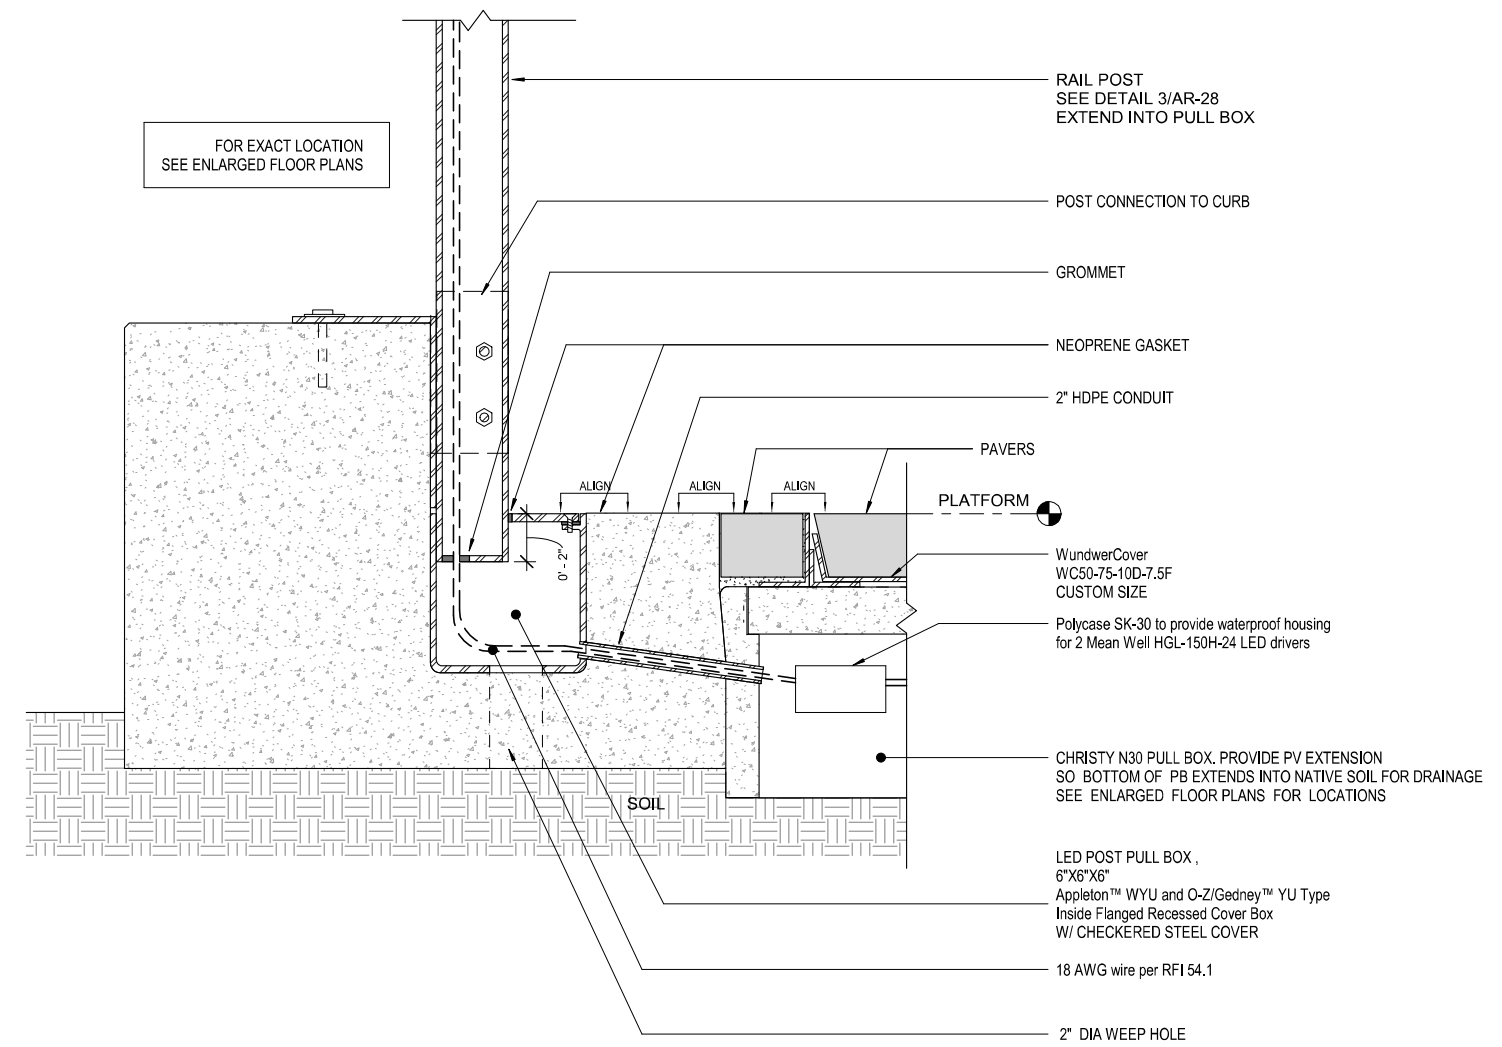 RAIL POST
SEE DETAIL 3/AR-28
EXTEND INTO PULL BOX
FOR EXACT LOCATION
SEE ENLARGED FLOOR PLANS
POST CONNECTION TO CURB
GROMMET
NEOPRENE GASKET
2" HDPE CONDUIT
PAVERS
ALIGN
ALIGN
ALIGN
PLATFORM
0' - 2"
WundwerCover
WC50-75-10D-7.5F
CUSTOM SIZE
Polycase SK-30 to provide waterproof housing
for 2 Mean Well HGL-150H-24 LED drivers
CHRISTY N30 PULL BOX. PROVIDE PV EXTENSION
SO BOTTOM OF PB EXTENDS INTO NATIVE SOIL FOR DRAINAGE
SEE ENLARGED FLOOR PLANS FOR LOCATIONS
SOIL
LED POST PULL BOX ,
6"X6"X6"
Appleton™ WYU and O-Z/Gedney™ YU Type
Inside Flanged Recessed Cover Box
W/ CHECKERED STEEL COVER
18 AWG wire per RFI 54.1
2" DIA WEEP HOLE